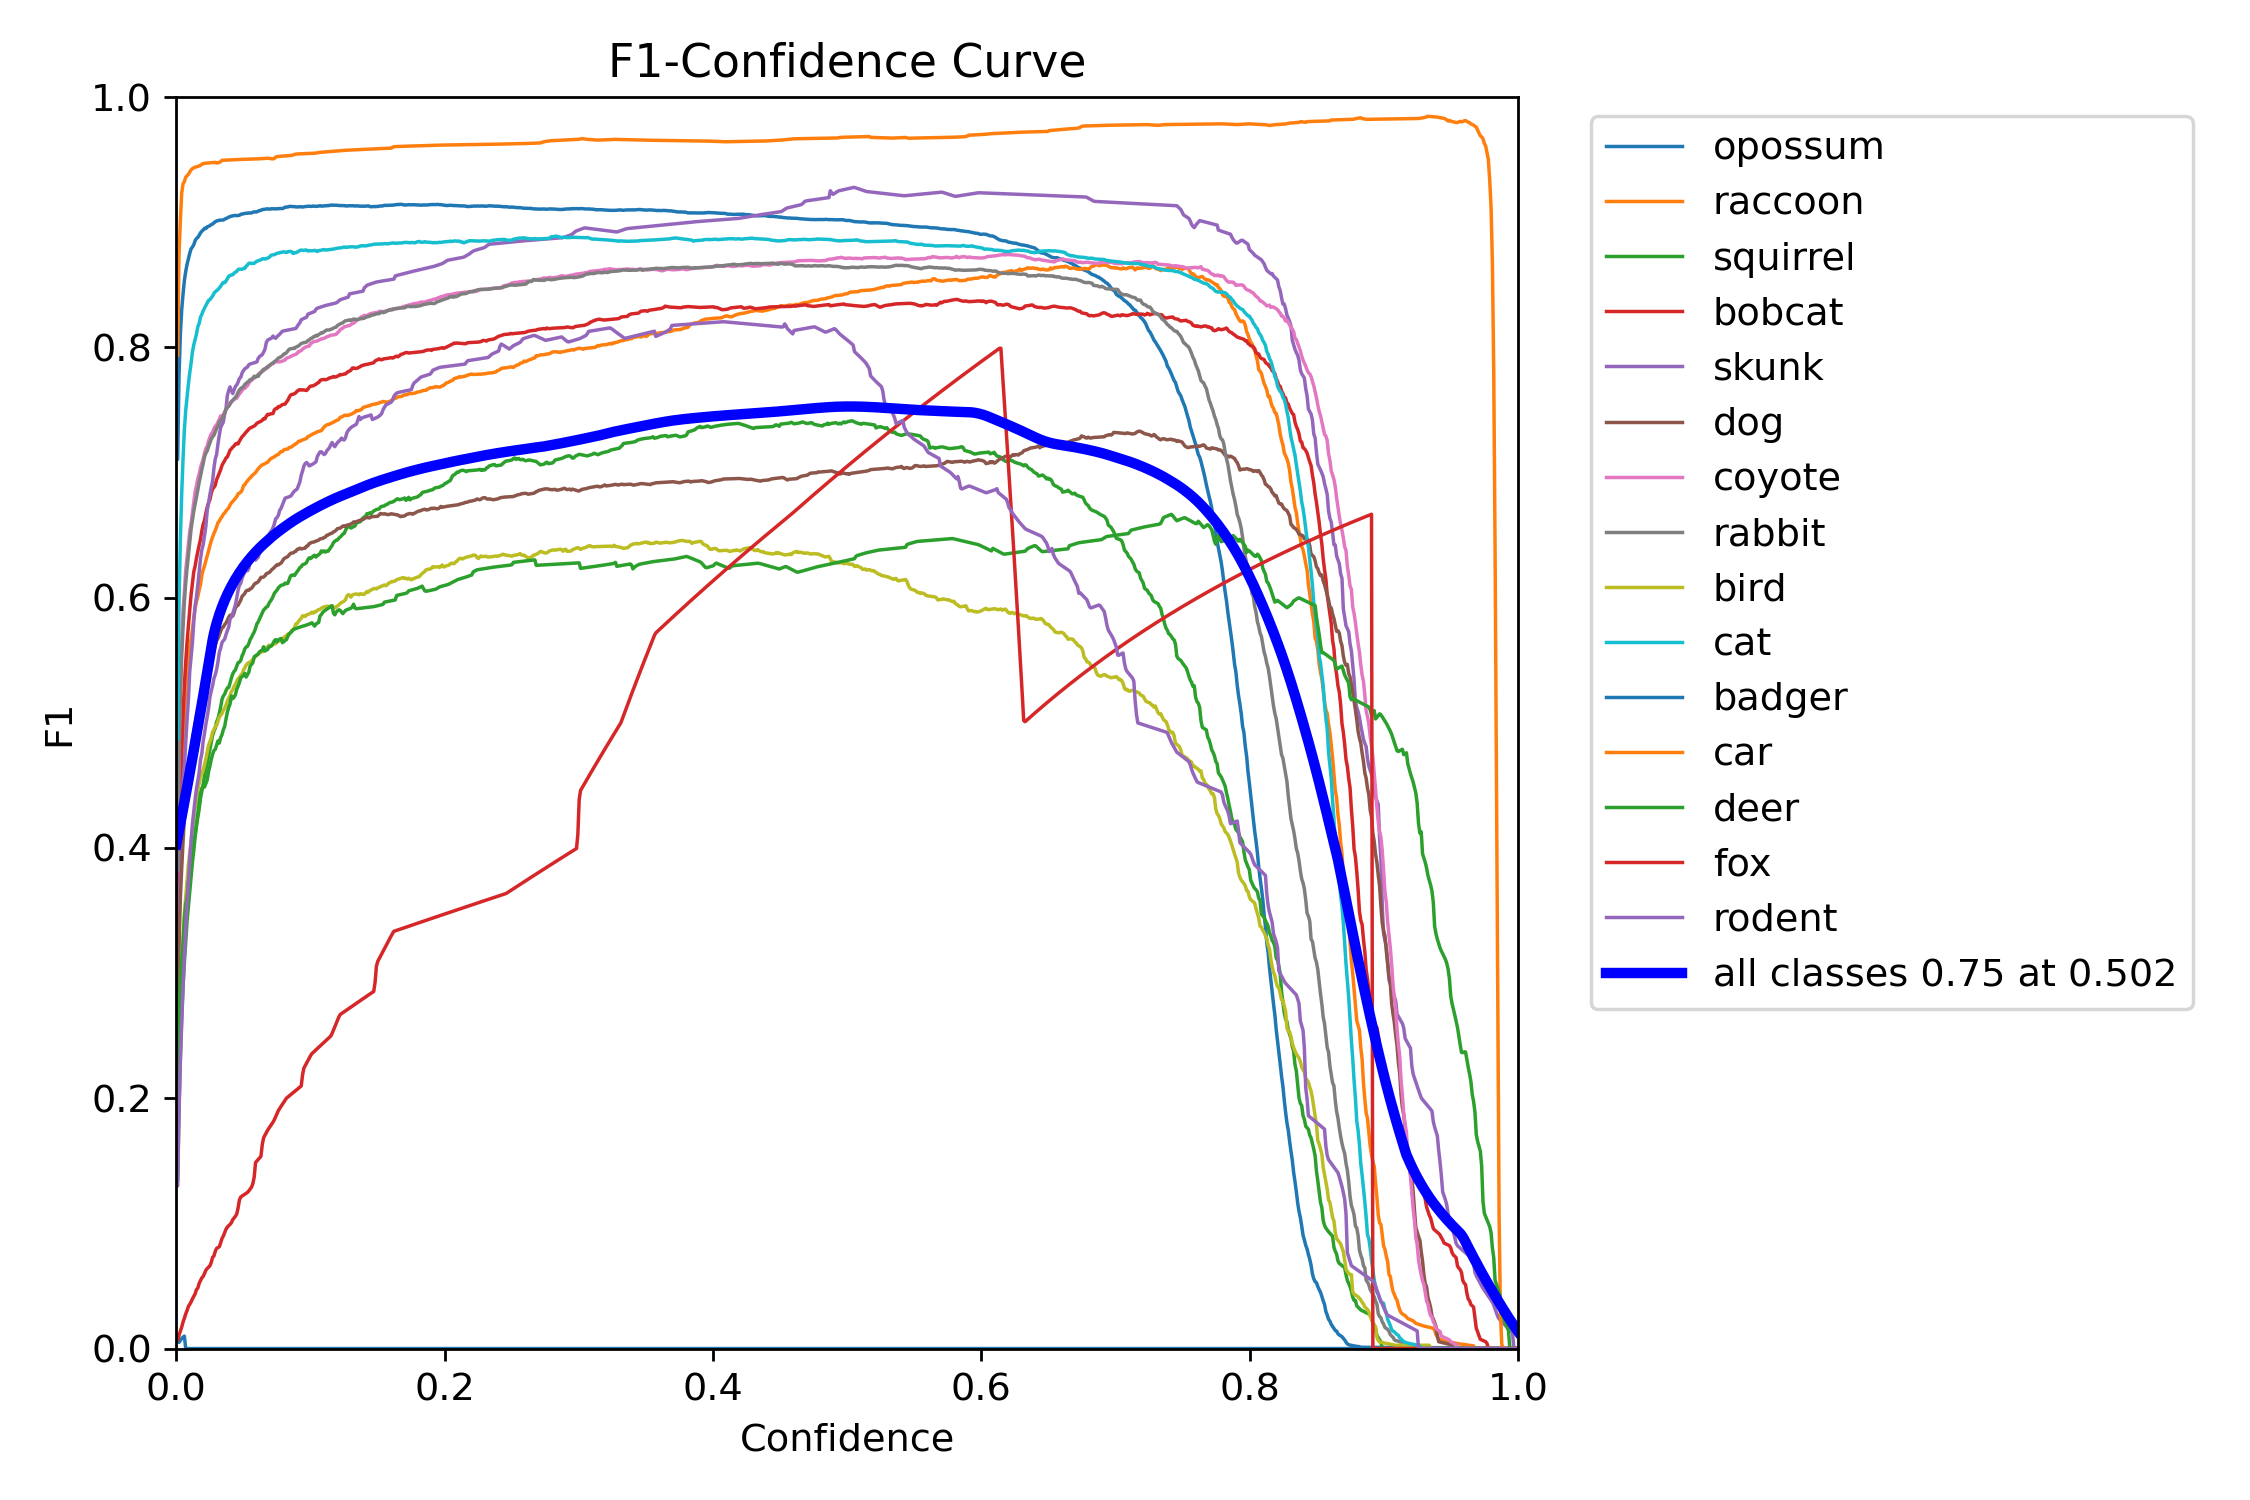 F1-Confidence Curve
1.0
0.8
0.6
0.4
0.2
0.0
F1
0.0 0.2 0.4 0.6 0.8 1.0
Confidence
opossum
raccoon
squirrel
bobcat
skunk
dog
coyote
rabbit
bird
cat
badger
car
deer
fox
rodent
all classes 0.75 at 0.502